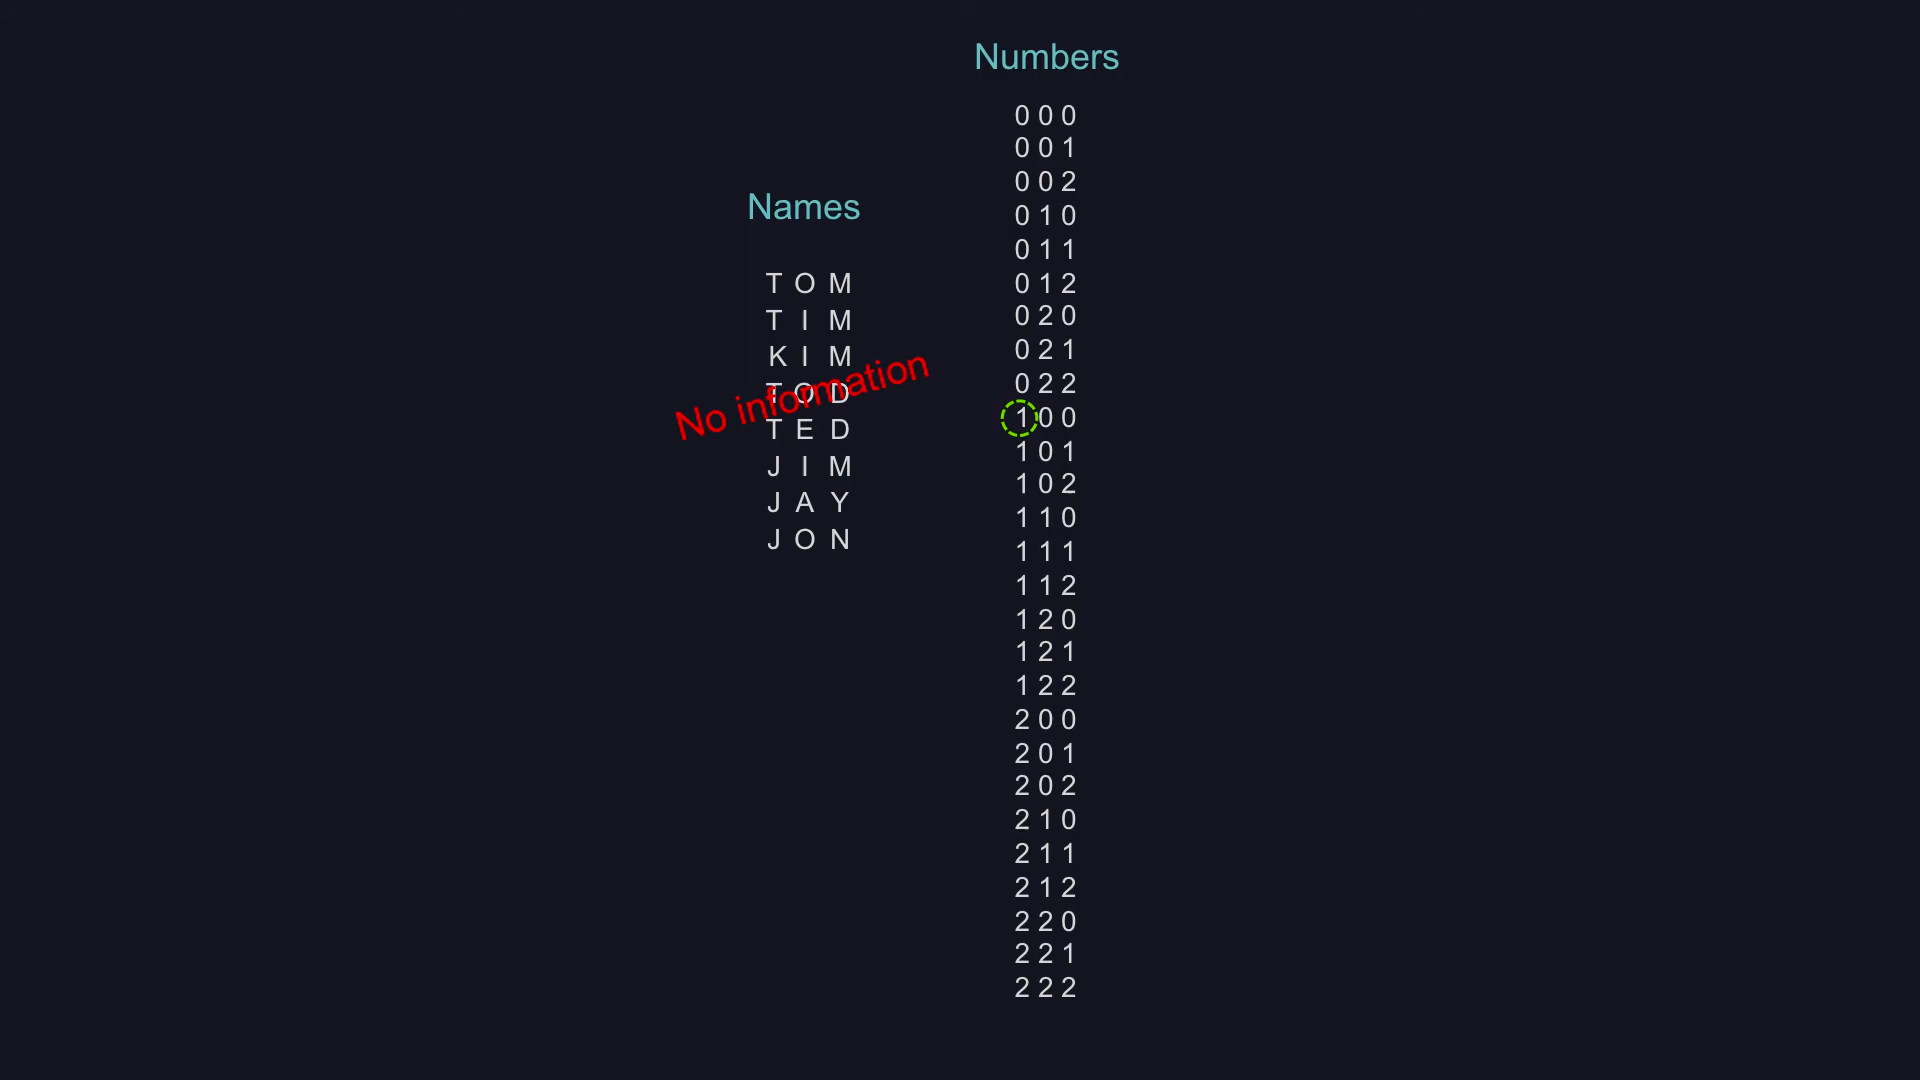 Numbers
0 0 0
0 0 1
0 0 2
0 1 0
0 1 1
0 1 2
0 2 0
0 2 1
0 2 2
1 0 0
1 0 1
1 0 2
1 1 0
1 1 1
1 1 2
1 2 0
1 2 1
1 2 2
2 0 0
2 0 1
2 0 2
2 1 0
2 1 1
2 1 2
2 2 0
2 2 1
2 2 2
Names
T O M
T I M
K I M
T O D
T E D
J I M
J A Y
J O N
No information